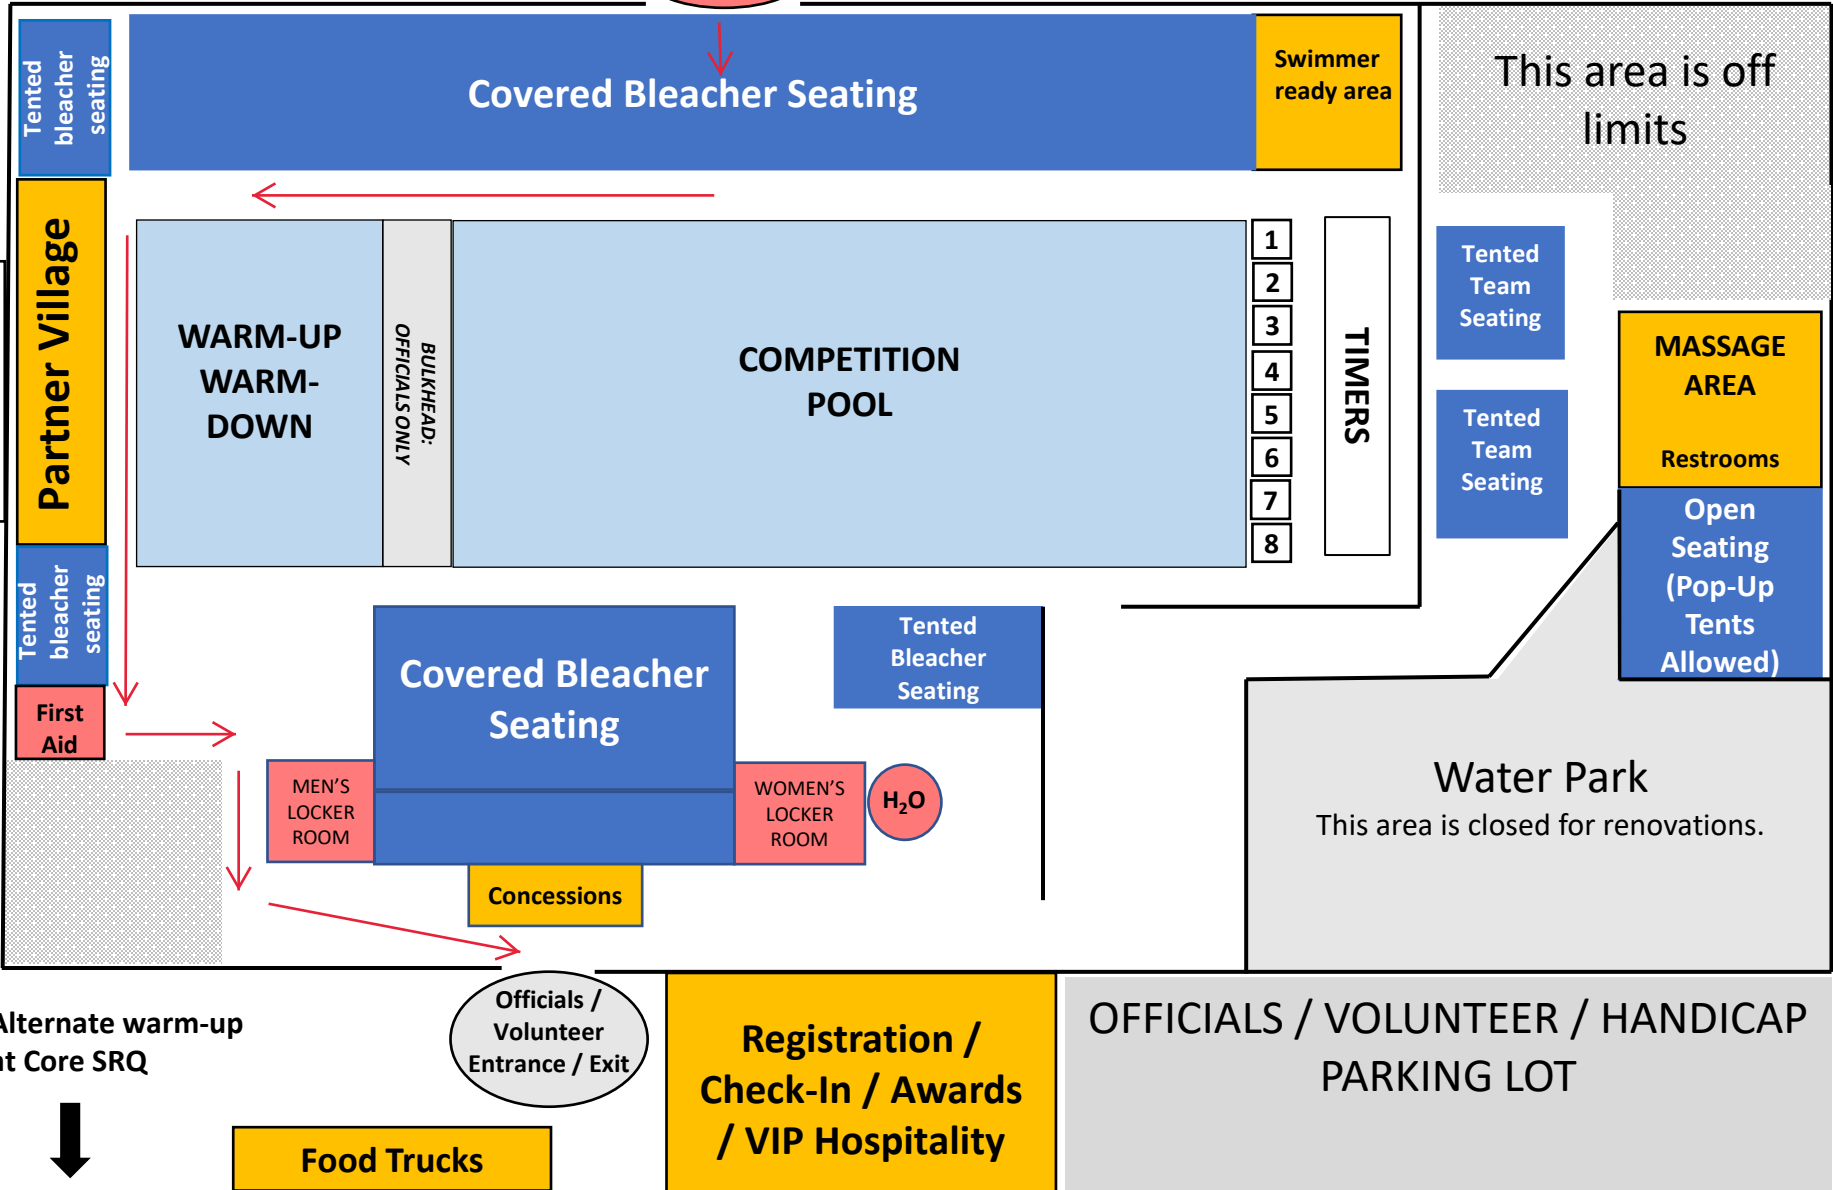 Tented
bleacher
seating
Covered Bleacher Seating
Swimmer
ready area
This area is off
limits
Partner Village
WARM-UP
WARM-
DOWN
BULKHEAD:
OFFICIALS ONLY
COMPETITION
POOL
1
2
3
4
5
6
7
8
TIMERS
Tented
Team
Seating
Tented
Team
Seating
MASSAGE
AREA
Restrooms
Open
Seating
(Pop-Up
Tents
Allowed)
Tented
bleacher
seating
First
Aid
Covered Bleacher
Seating
Tented
Bleacher
Seating
MEN'S
LOCKER
ROOM
WOMEN'S
LOCKER
ROOM
H₂O
Concessions
Water Park
This area is closed for renovations.
Alternate warm-up
at Core SRQ
Officials /
Volunteer
Entrance / Exit
Registration /
Check-In / Awards
/ VIP Hospitality
OFFICIALS / VOLUNTEER / HANDICAP
PARKING LOT
Food Trucks